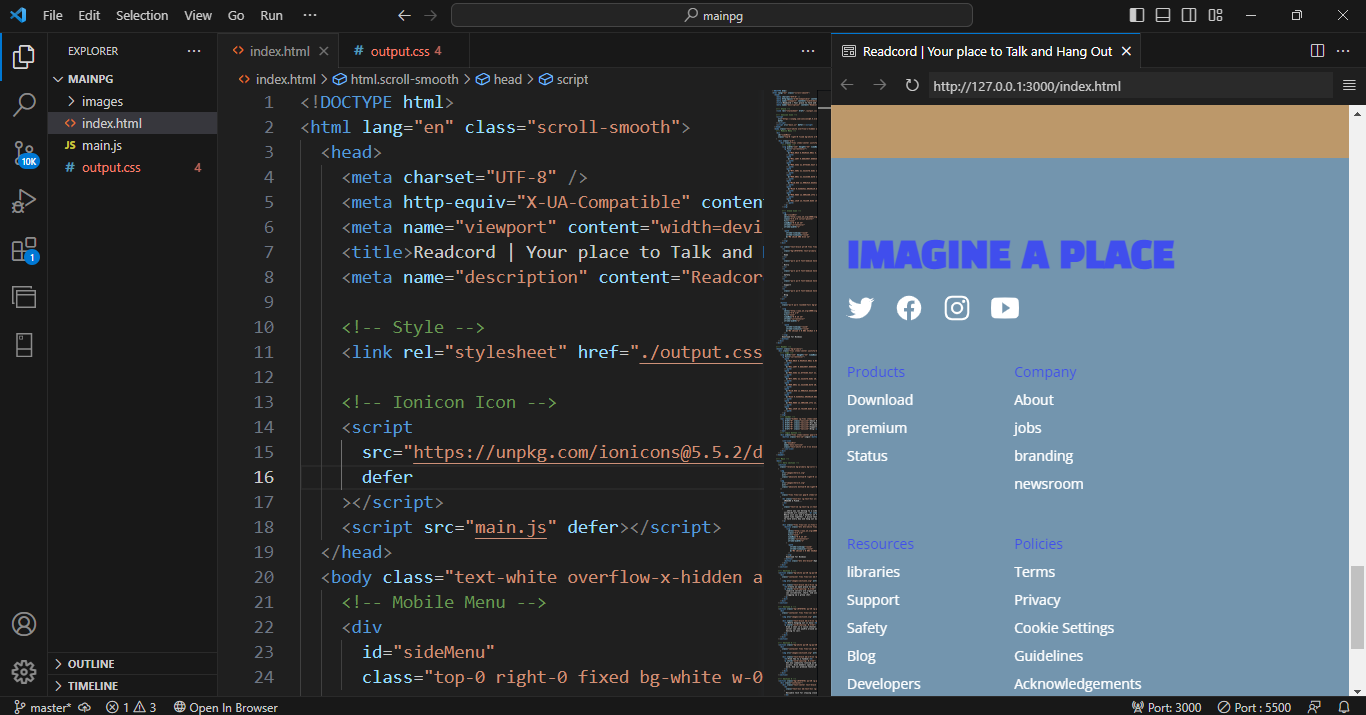 File Edit Selection View Go Run ··· mainpg
EXPLORER ···
MAINPG
images
index.html
JS main.js
# output.css 4
10K
1
OUTLINE
TIMELINE
index.html
# output.css 4 ···
index.html > html.scroll-smooth > head > script
1 <!DOCTYPE html>
2 <html lang="en" class="scroll-smooth">
3 <head>
4 <meta charset="UTF-8" />
5 <meta http-equiv="X-UA-Compatible" conten
6 <meta name="viewport" content="width=devi
7 <title>Readcord | Your place to Talk and
8 <meta name="description" content="Readcor
9
10 <!-- Style -->
11 <link rel="stylesheet" href="./output.css
12
13 <!-- Ionicon Icon -->
14 <script
15 src="https://unpkg.com/ionicons@5.5.2/d
16 defer
17 ></script>
18 <script src="main.js" defer></script>
19 </head>
20 <body class="text-white overflow-x-hidden a
21 <!-- Mobile Menu -->
22 <div
23 id="sideMenu"
24 class="top-0 right-0 fixed bg-white w-0
Readcord | Your place to Talk and Hang Out
http://127.0.0.1:3000/index.html
IMAGINE A PLACE
Products Company
Download About
premium jobs
Status branding
newsroom
Resources Policies
libraries Terms
Support Privacy
Safety Cookie Settings
Blog Guidelines
Developers Acknowledgements
master* 1 3 Open In Browser Port: 3000 Port : 5500